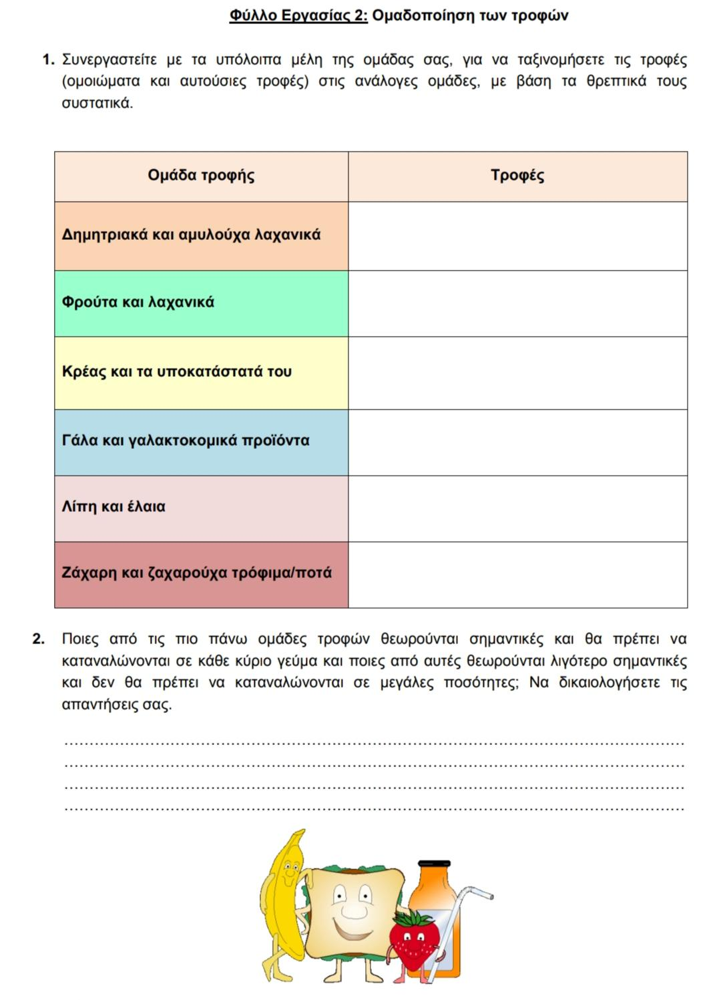 Φύλλο Εργασίας 2: Ομαδοποίηση των τροφών
1. Συνεργαστείτε με τα υπόλοιπα μέλη της ομάδας σας, για να ταξινομήσετε τις τροφές
(ομοιώματα και αυτούσιες τροφές) στις ανάλογες ομάδες, με βάση τα θρεπτικά τους
συστατικά.
Ομάδα τροφής
Τροφές
Δημητριακά και αμυλούχα λαχανικά
Φρούτα και λαχανικά
Κρέας και τα υποκατάστατά του
Γάλα και γαλακτοκομικά προϊόντα
Λίπη και έλαια
Ζάχαρη και ζαχαρούχα τρόφιμα/ποτά
2. Ποιες από τις πιο πάνω ομάδες τροφών θεωρούνται σημαντικές και θα πρέπει να
καταναλώνονται σε κάθε κύριο γεύμα και ποιες από αυτές θεωρούνται λιγότερο σημαντικές
και δεν θα πρέπει να καταναλώνονται σε μεγάλες ποσότητες; Να δικαιολογήσετε τις
απαντήσεις σας.